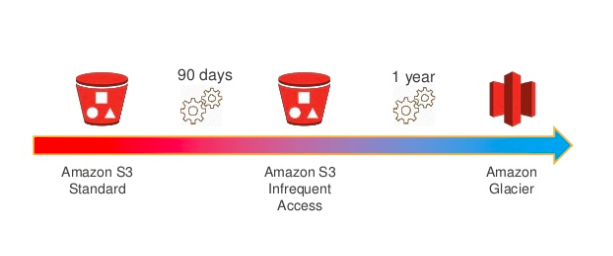 90 days
1 year
Amazon S3
Standard
Amazon S3
Infrequent
Access
Amazon
Glacier